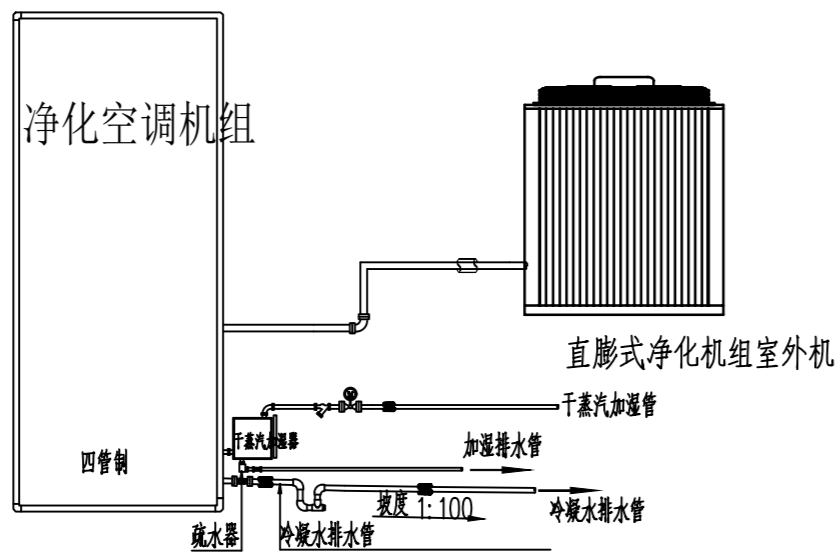 净化空调机组
直膨式净化机组室外机
干蒸汽加湿管
干蒸汽加湿器
加湿排水管
四管制
坡度 1:100
冷凝水排水管
疏水器
冷凝水排水管